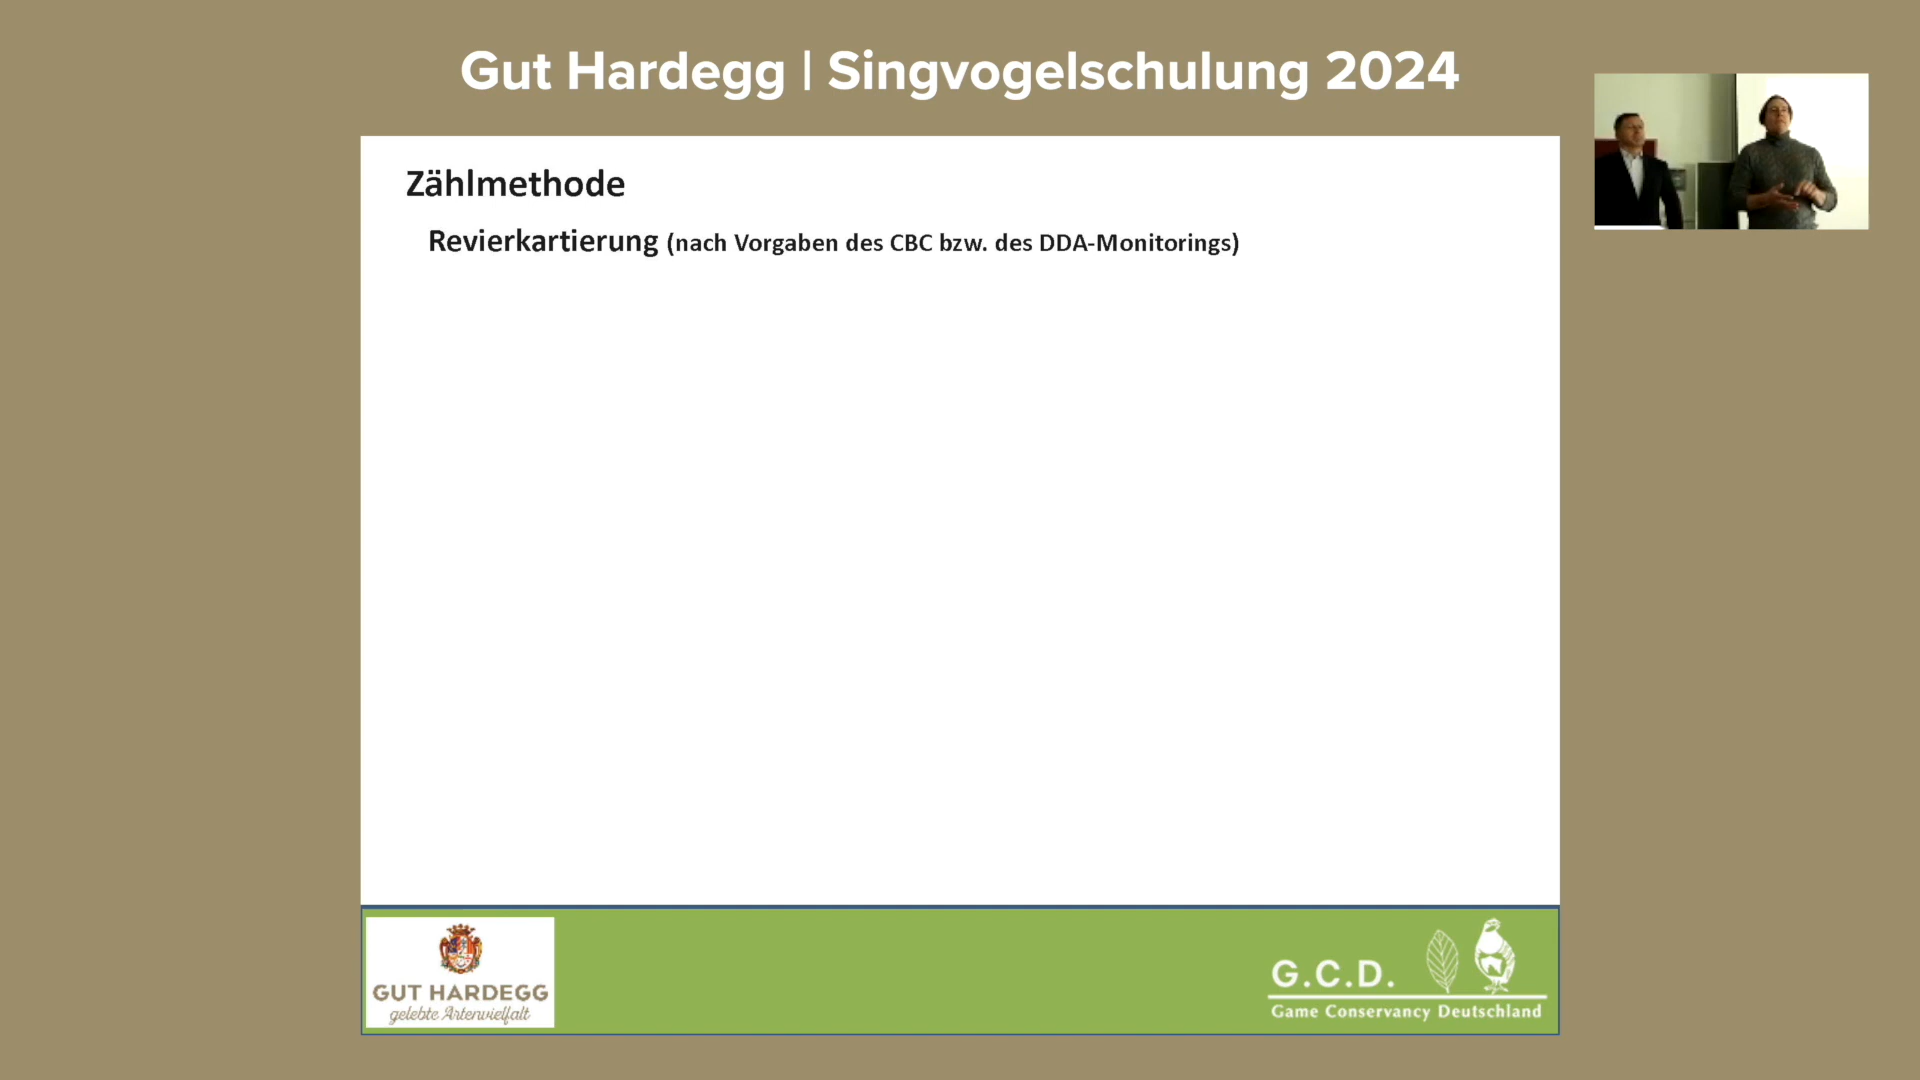 Gut Hardegg | Singvogelschulung 2024
Zählmethode
Revierkartierung (nach Vorgaben des CBC bzw. des DDA-Monitorings)
GUT HARDEGG
gelebte Artenvielfalt
G.C.D.
Game Conservancy Deutschland